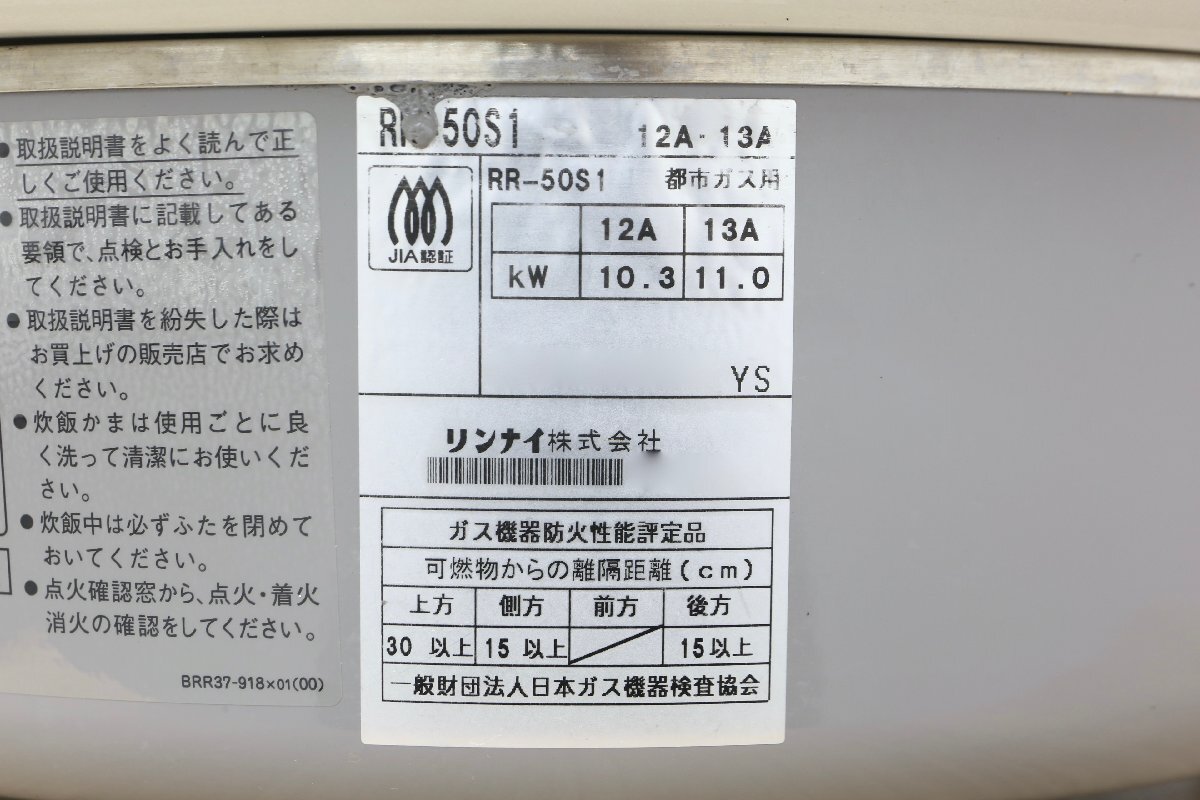 ● 取扱説明書をよく読んで正
しくご使用ください。
● 取扱説明書に記載してある
要領で、点検とお手入れをし
てください。
● 取扱説明書を紛失した際は
お買上げの販売店でお求め
ください。
● 炊飯かまは使用ごとに良
く洗って清潔にお使いくだ
さい。
● 炊飯中は必ずふたを閉めて
おいてください。
● 点火確認窓から、点火・着火
消火の確認をしてください。
BRR37-918×01(00)
RR-50S1 12A・13A
JIA認証
RR-50S1 都市ガス用
12A 13A
kW 10.3 11.0
YS
リンナイ株式会社
ガス機器防火性能評定品
可燃物からの離隔距離(cm)
上方 側方 前方 後方
30 以上 15 以上 15以上
一般財団法人日本ガス機器検査協会